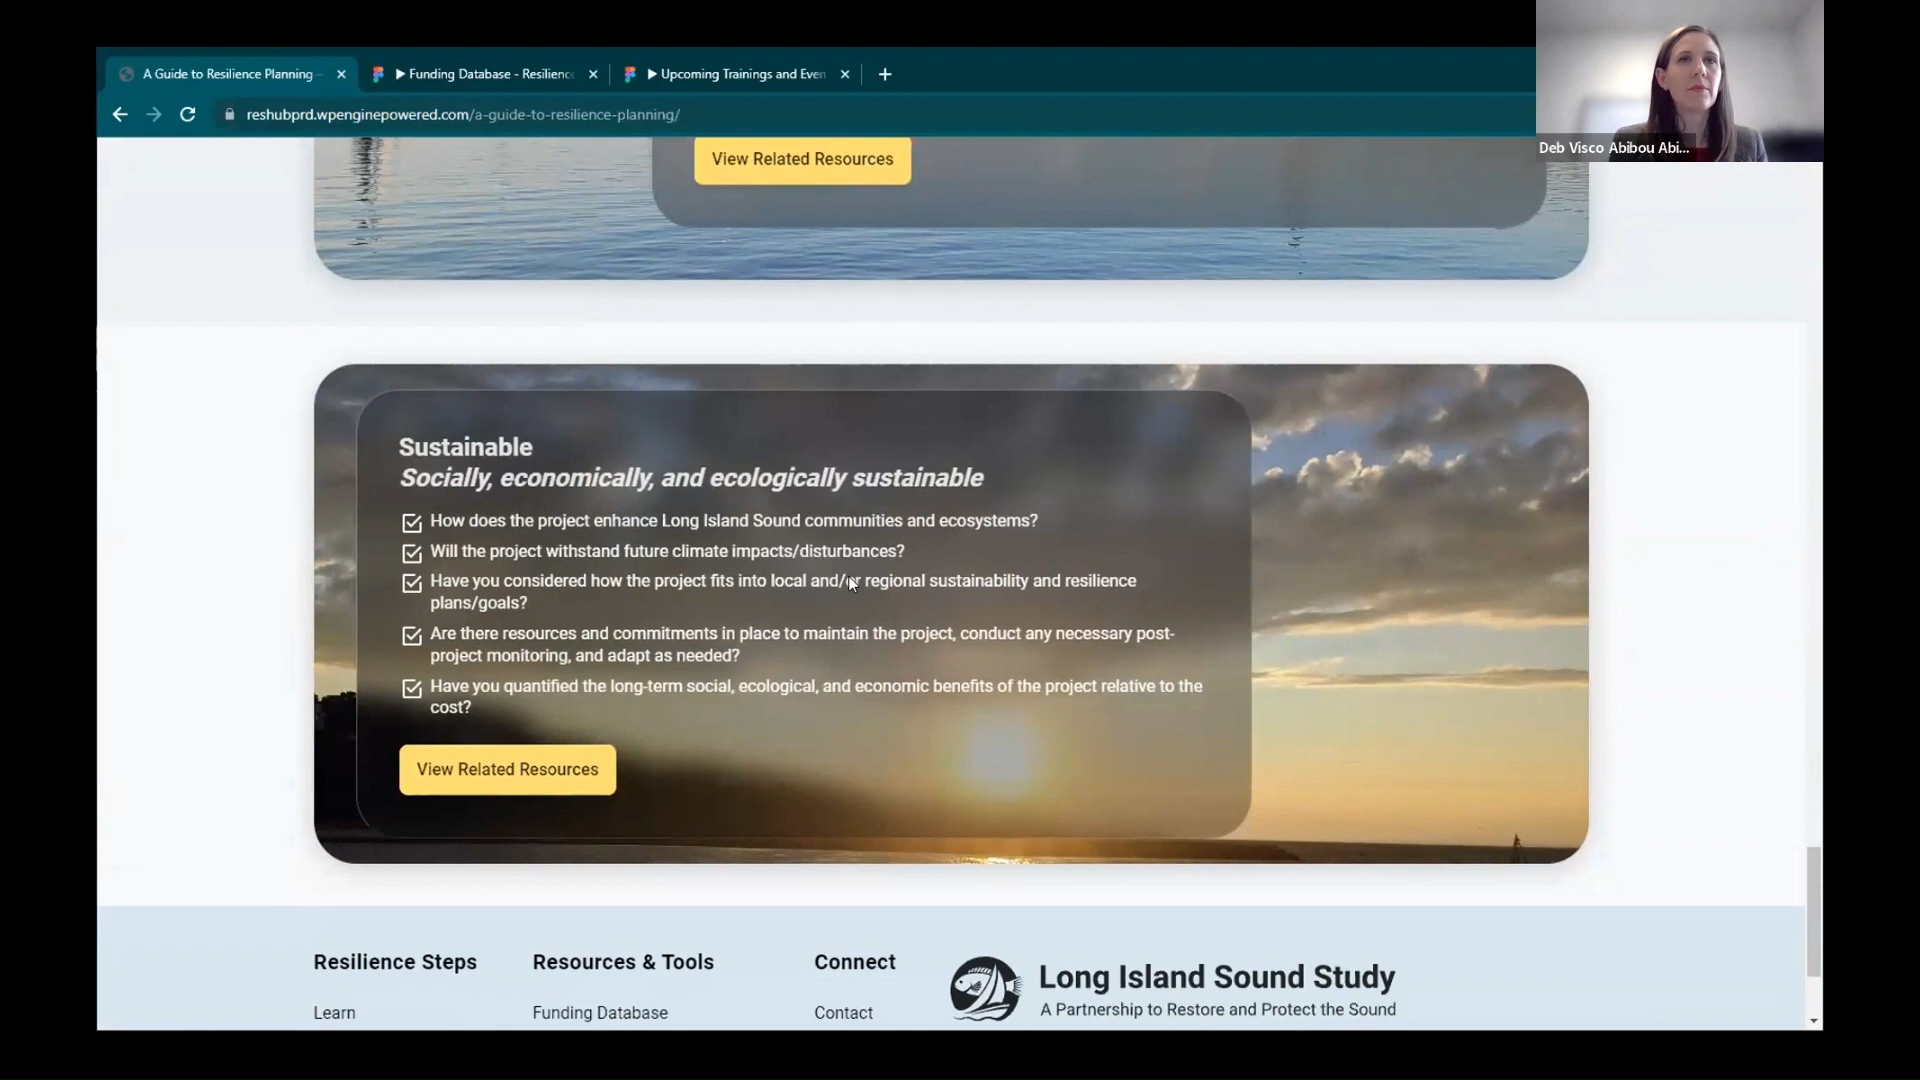 A Guide to Resilience Planning -
Funding Database - Resilienc
Upcoming Trainings and Even
reshubprd.wpenginepowered.com/a-guide-to-resilience-planning/
Deb Visco Abibou Abi...
View Related Resources
Sustainable
Socially, economically, and ecologically sustainable
How does the project enhance Long Island Sound communities and ecosystems?
Will the project withstand future climate impacts/disturbances?
Have you considered how the project fits into local and/or regional sustainability and resilience
plans/goals?
Are there resources and commitments in place to maintain the project, conduct any necessary post-
project monitoring, and adapt as needed?
Have you quantified the long-term social, ecological, and economic benefits of the project relative to the
cost?
View Related Resources
Resilience Steps
Resources & Tools
Connect
Long Island Sound Study
A Partnership to Restore and Protect the Sound
Learn
Funding Database
Contact